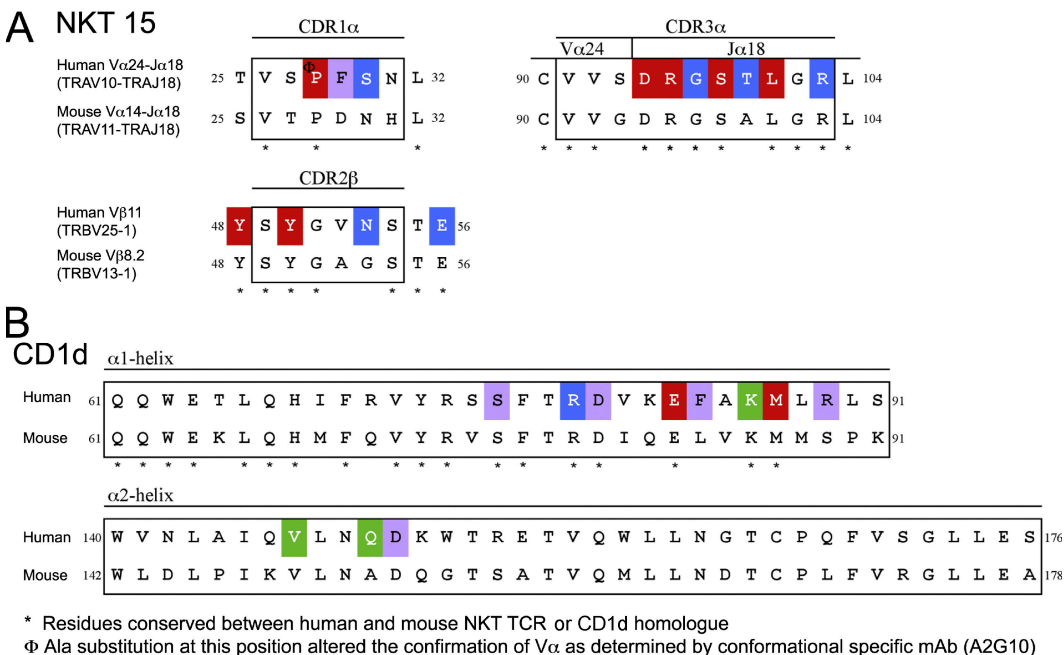 A NKT 15
CDR1α CDR3α
Vα24 Jα18
Human Vα24-Jα18
(TRAV10-TRAJ18)
25 T V S P F S N L 32
Φ
90 C V V S D R G S T L G R L 104
Mouse Vα14-Jα18
(TRAV11-TRAJ18)
25 S V T P D N H L 32
90 C V V G D R G S A L G R L 104
* * * * * * * * * * * * * *
CDR2β
Human Vβ11
(TRBV25-1)
48 Y S Y G V N S T E 56
Mouse Vβ8.2
(TRBV13-1)
48 Y S Y G A G S T E 56
* * * * * * *
B
CD1d
α1-helix
Human 61 Q Q W E T L Q H I F R V Y R S S F T R D V K E F A K M L R L S 91
Mouse 61 Q Q W E K L Q H M F Q V Y R V S F T R D I Q E L V K M M S P K 91
* * * * * * * * * * * * * * * * * *
α2-helix
Human 140 W V N L A I Q V L N Q D K W T R E T V Q W L L N G T C P Q F V S G L L E S 176
Mouse 142 W L D L P I K V L N A D Q G T S A T V Q M L L N D T C P L F V R G L L E A 178
* Residues conserved between human and mouse NKT TCR or CD1d homologue
Φ Ala substitution at this position altered the confirmation of Vα as determined by conformational specific mAb (A2G10)